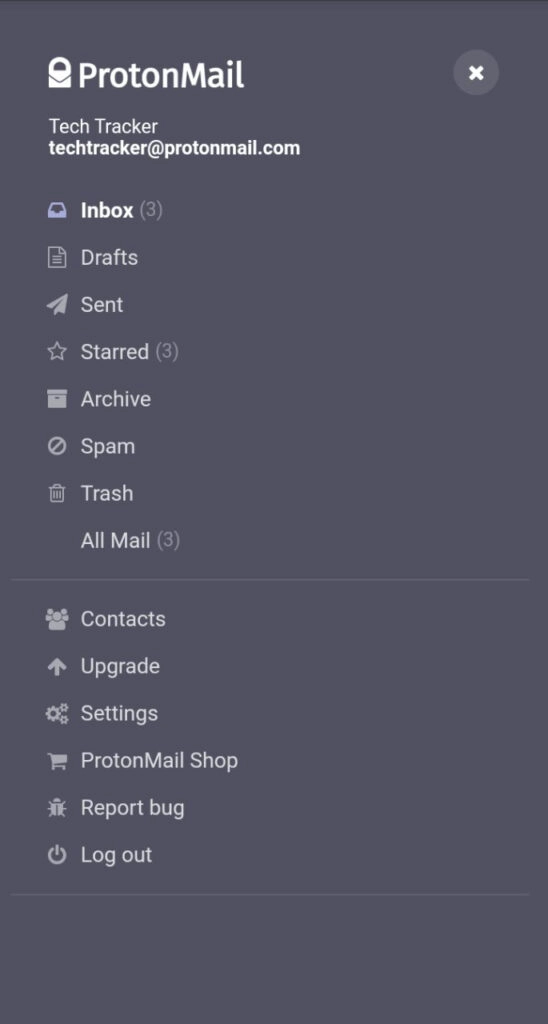 ProtonMail
Tech Tracker
techtracker@protonmail.com
Inbox (3)
Drafts
Sent
Starred (3)
Archive
Spam
Trash
All Mail (3)
Contacts
Upgrade
Settings
ProtonMail Shop
Report bug
Log out